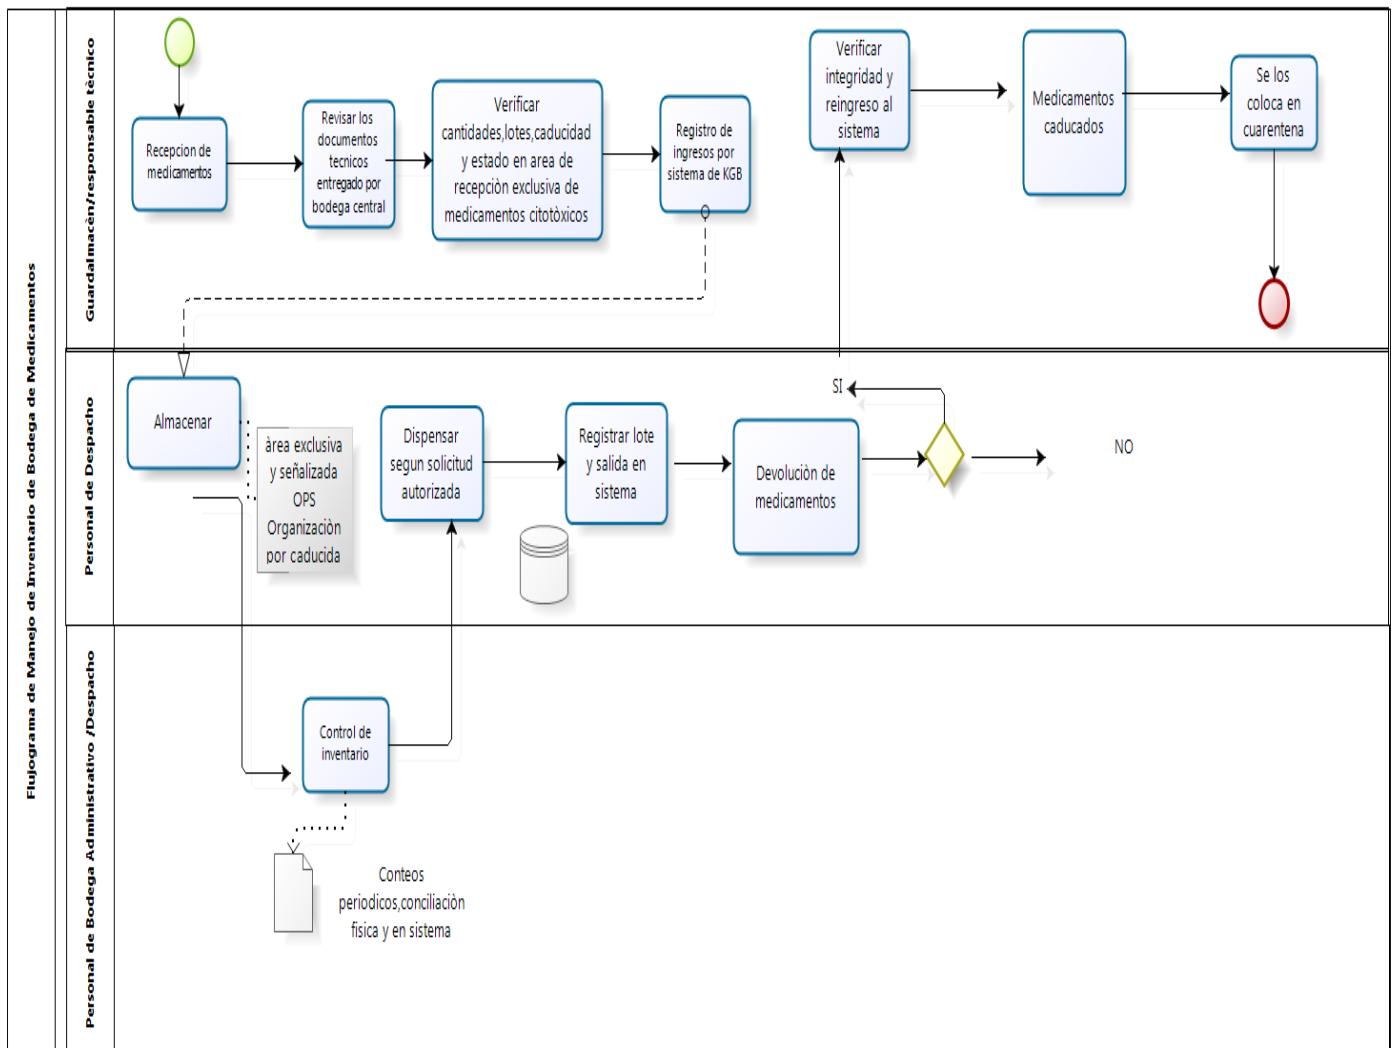 Flujograma de Manejo de Inventario de Bodega de Medicamentos
Guardalmacèn/responsable tècnico
Recepcion de
medicamentos
Revisar los
documentos
tecnicos
entregado por
bodega central
Verificar
cantidades,lotes,caducidad
y estado en area de
recepciòn exclusiva de
medicamentos citotòxicos
Registro de
ingresos por
sistema de KGB
Verificar
integridad y
reingreso al
sistema
Medicamentos
caducados
Se los
coloca en
cuarentena
Personal de Despacho
Almacenar
àrea exclusiva
y señalizada
OPS
Organizaciòn
por caducida
Dispensar
segun solicitud
autorizada
Registrar lote
y salida en
sistema
Devoluciòn de
medicamentos
SI
NO
Personal de Bodega Administrativo /Despacho
Control de
inventario
Conteos
periodicos,conciliaciòn
fisica y en sistema